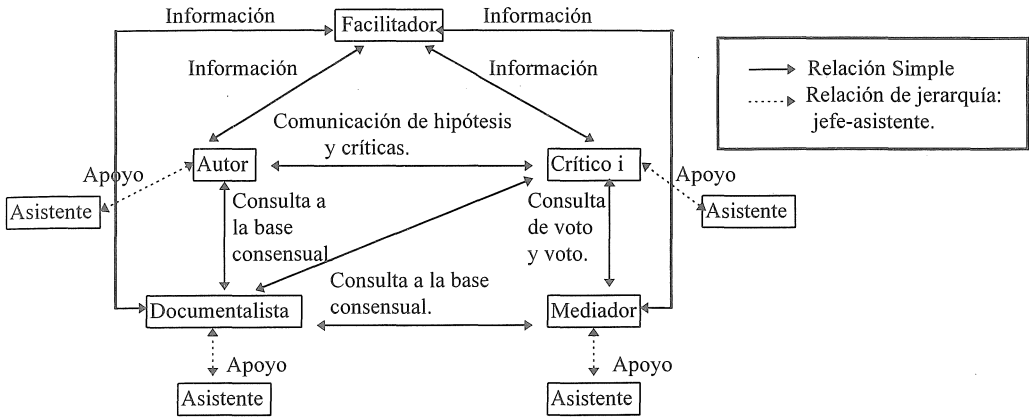 Información
Información
Facilitador
Información
Información
Relación Simple
Relación de jerarquía:
jefe-asistente.
Comunicación de hipótesis
y críticas.
Autor
Crítico i
Apoyo
Apoyo
Asistente
Asistente
Consulta a
la base
consensual
Consulta
de voto
y voto.
Consulta a la base
consensual.
Documentalista
Mediador
Apoyo
Apoyo
Asistente
Asistente